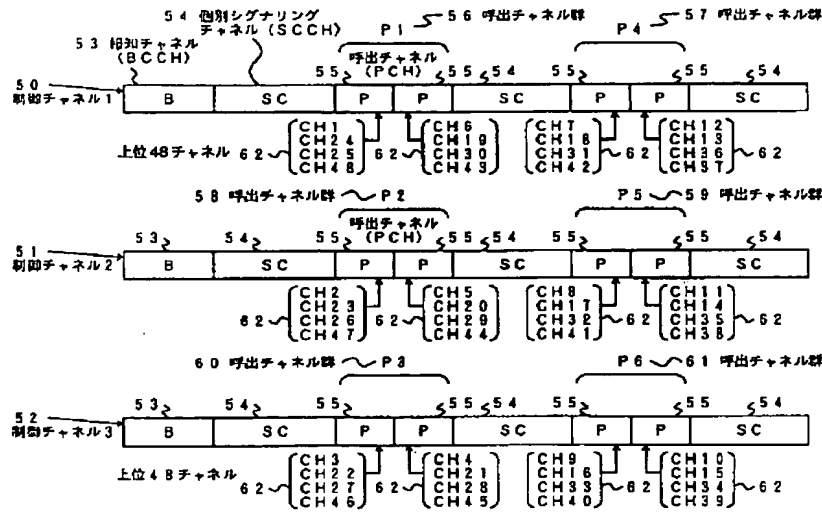 54 個別シグナリングチャネル(SCCH)
56 呼出チャネル群
57 呼出チャネル群
53 報知チャネル(BCCH)
P1
P4
呼出チャネル(PCH)
55 55 54 55 55 54
50 制御チャネル1
B SC P P SC P P SC
上位48チャネル
62 62 62 62
CH1 CH6 CH7 CH12
CH24 CH19 CH18 CH13
CH25 CH30 CH31 CH36
CH48 CH43 CH42 CH37
58 呼出チャネル群 P2
P5 59 呼出チャネル群
呼出チャネル(PCH)
53 54 55 55 54 55 55 54
51 制御チャネル2
B SC P P SC P P SC
62 62 62 62
CH2 CH5 CH8 CH11
CH23 CH20 CH17 CH14
CH26 CH29 CH32 CH35
CH47 CH44 CH41 CH38
60 呼出チャネル群 P3
P6 61 呼出チャネル群
53 54 55 55 54 55 55 54
52 制御チャネル3
B SC P P SC P P SC
上位48チャネル
62 62 62 62
CH3 CH4 CH9 CH10
CH22 CH21 CH16 CH15
CH27 CH28 CH33 CH34
CH46 CH45 CH40 CH39